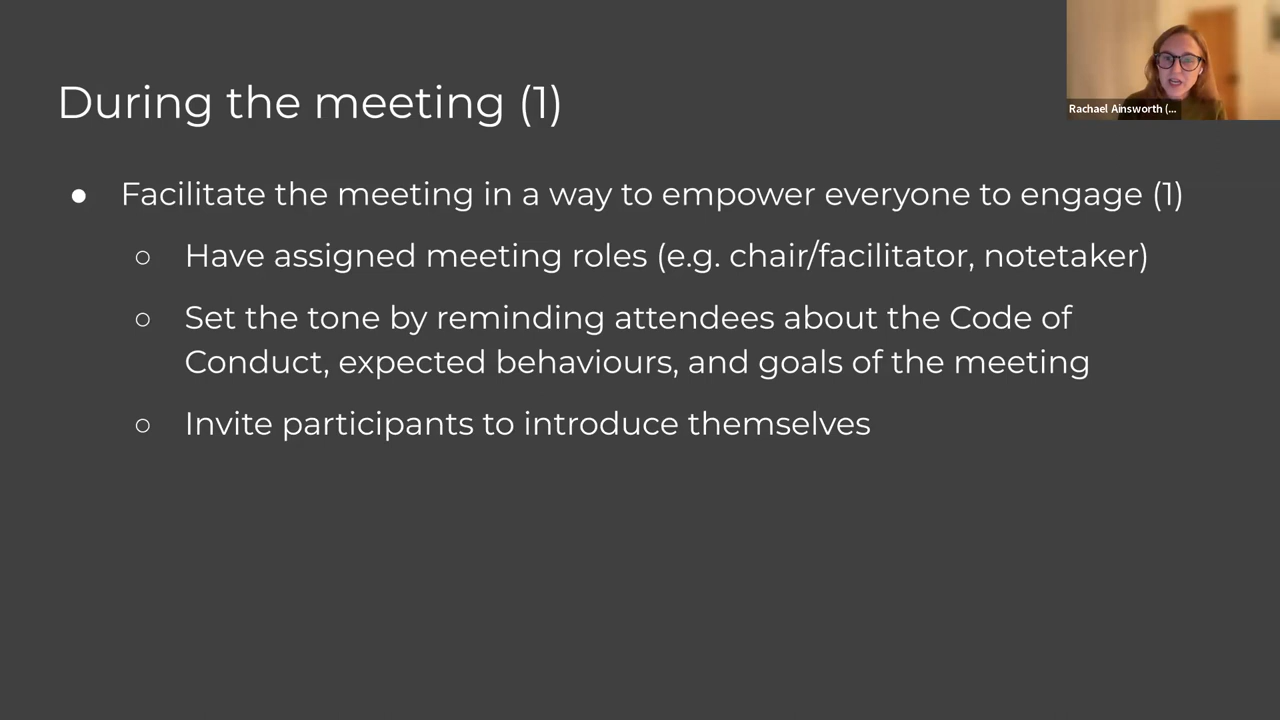 During the meeting (1)
Rachael Ainsworth (...
● Facilitate the meeting in a way to empower everyone to engage (1)
○ Have assigned meeting roles (e.g. chair/facilitator, notetaker)
○ Set the tone by reminding attendees about the Code of
Conduct, expected behaviours, and goals of the meeting
○ Invite participants to introduce themselves